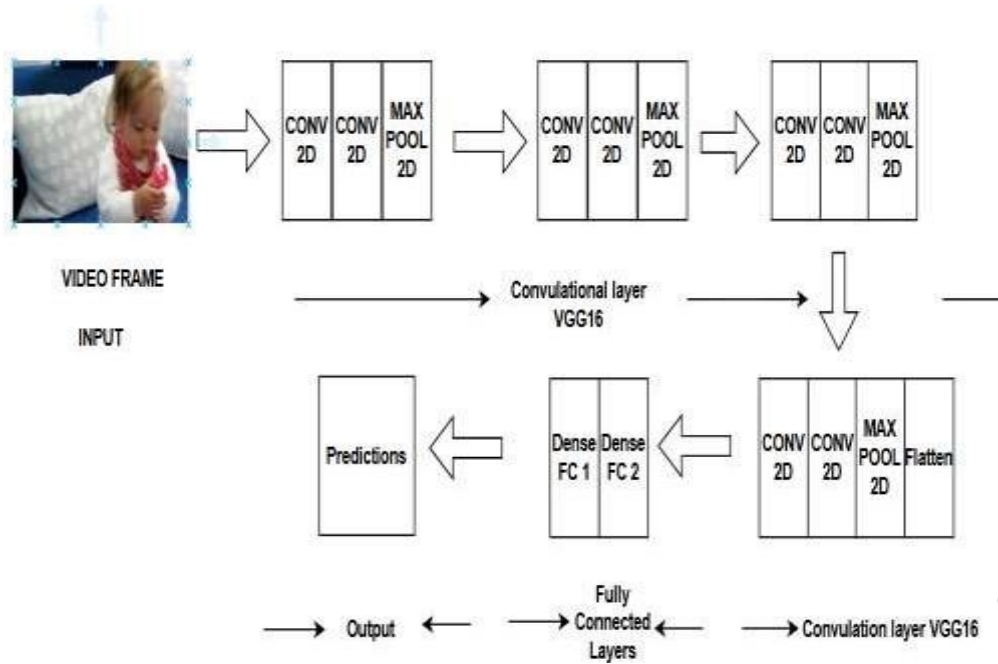 CONV
2D
CONV
2D
MAX
POOL
2D
CONV
2D
CONV
2D
MAX
POOL
2D
CONV
2D
CONV
2D
MAX
POOL
2D
VIDEO FRAME
INPUT
Convulational layer
VGG16
Predictions
Dense
FC 1
Dense
FC 2
CONV
2D
CONV
2D
MAX
POOL
2D
Flatten
Output
Fully
Connected
Layers
Convulation layer VGG16